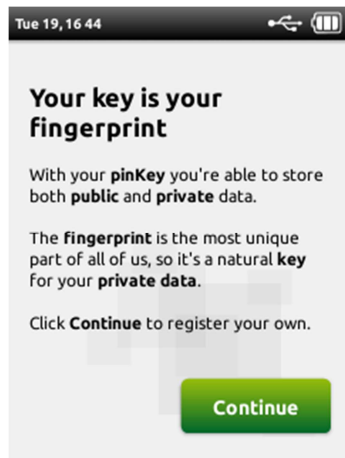 Tue 19, 16 44
Your key is your
fingerprint
With your pinKey you're able to store
both public and private data.
The fingerprint is the most unique
part of all of us, so it's a natural key
for your private data.
Click Continue to register your own.
Continue